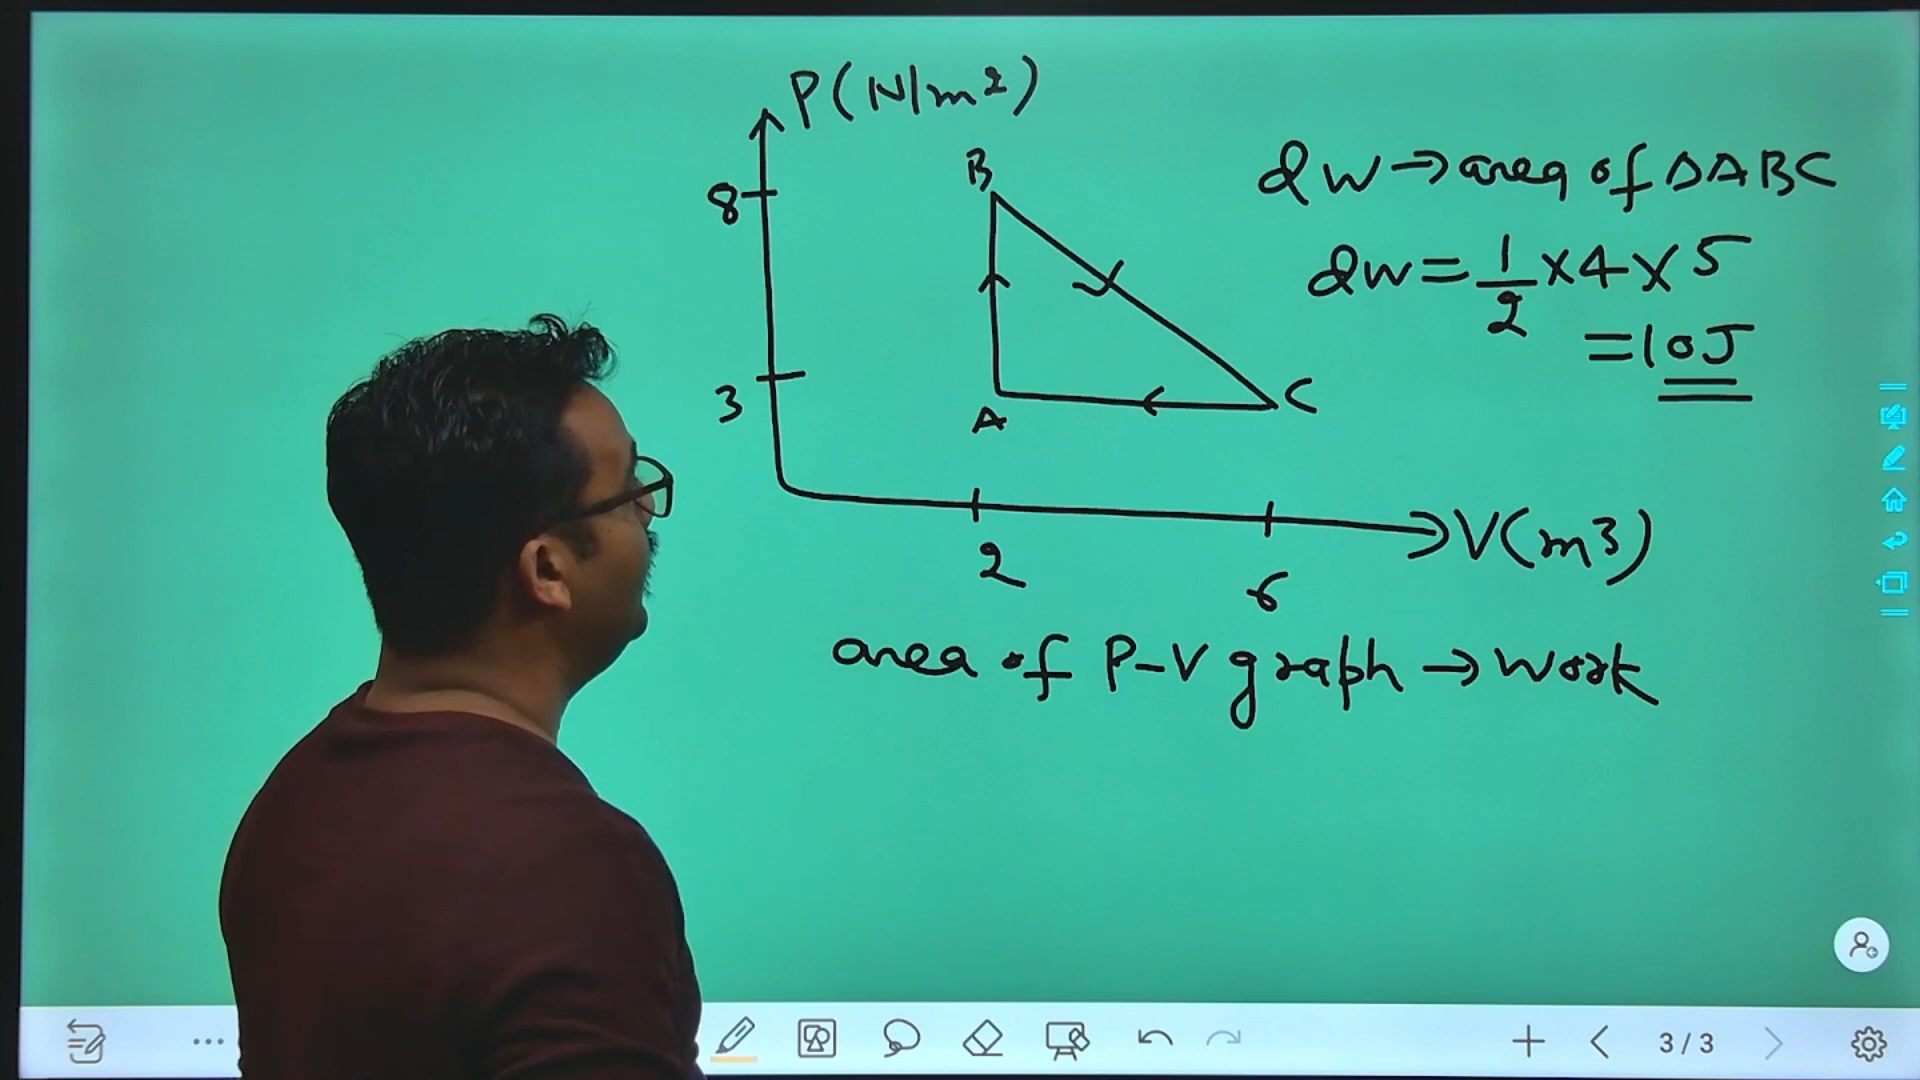 P(N/m²)
B
8
3
A
C
2
6
V(m3)
dw→area of ΔABC
dw=1/2×4×5
=10J
area of P-V graph→work
3/3